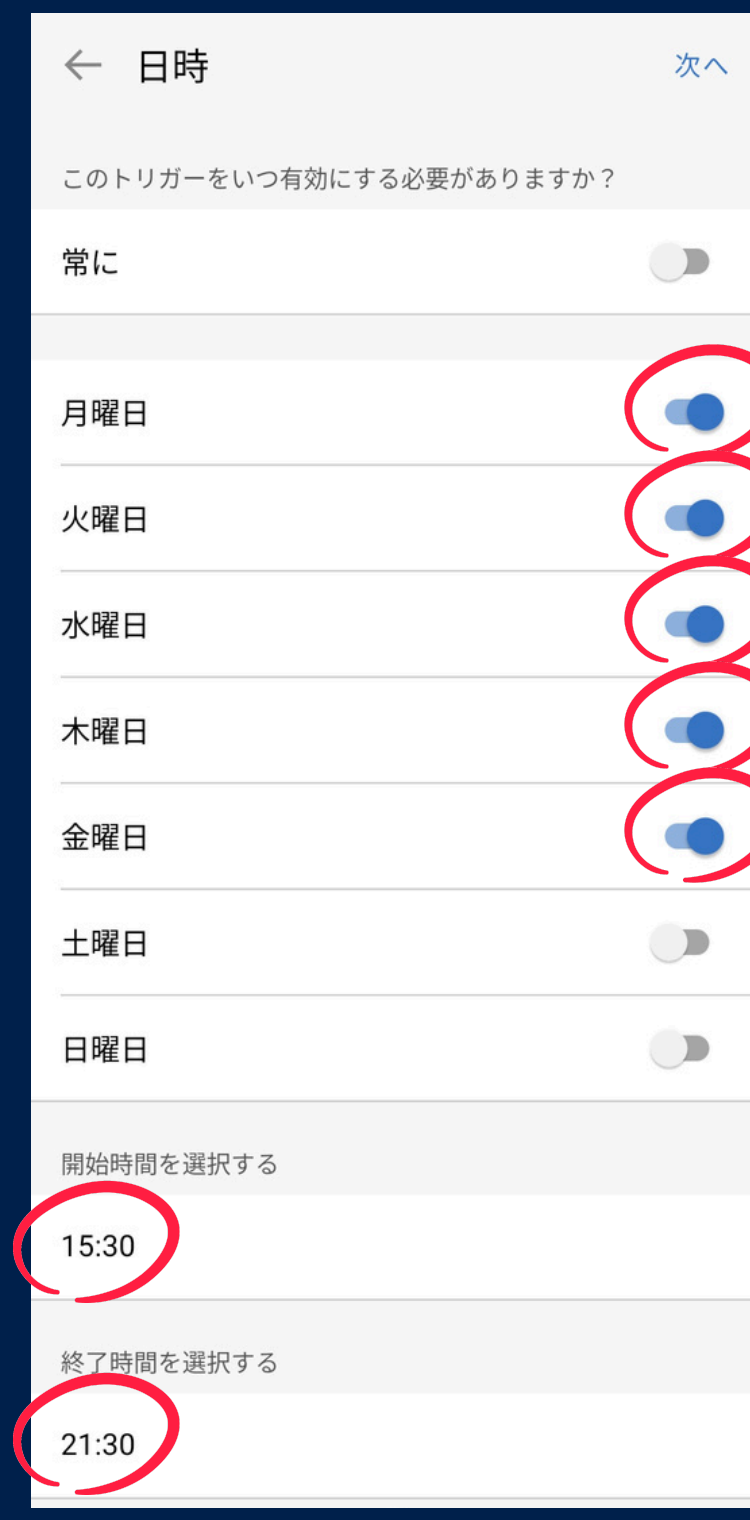 日時
次へ
このトリガーをいつ有効にする必要がありますか？
常に
月曜日
火曜日
水曜日
木曜日
金曜日
土曜日
日曜日
開始時間を選択する
15:30
終了時間を選択する
21:30